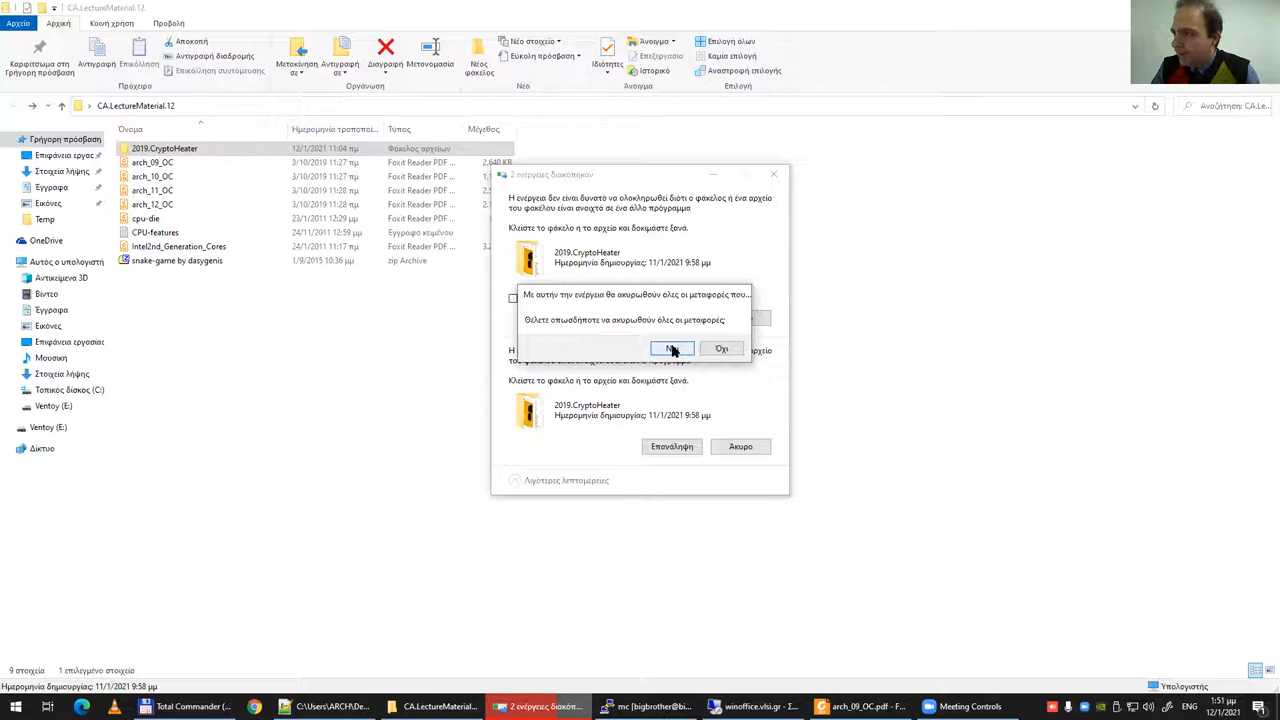 CA.LectureMaterial.12
Αρχείο
Αρχική
Κοινή χρήση
Προβολή
Καρφίτσωμα στη
Γρήγορη πρόσβαση
Αντιγραφή
Επικόλληση
Αποκοπή
Αντιγραφή διαδρομής
Επικόλληση συντόμευσης
Πρόχειρο
Μετακίνηση
σε
Αντιγραφή
σε
Διαγραφή
Μετονομασία
Οργάνωση
Νέος
φάκελος
Νέο στοιχείο
Εύκολη πρόσβαση
Νέο
Ιδιότητες
Άνοιγμα
Επεξεργασία
Ιστορικό
Άνοιγμα
Επιλογή όλων
Καμία επιλογή
Αναστροφή επιλογής
Επιλογή
CA.LectureMaterial.12
Αναζήτηση: CA.Le...
Γρήγορη πρόσβαση
Επιφάνεια εργας
Στοιχεία λήψης
Έγγραφα
Εικόνες
Temp
OneDrive
Αυτός ο υπολογιστή
Αντικείμενα 3D
Βίντεο
Έγγραφα
Εικόνες
Επιφάνεια εργασίας
Μουσική
Στοιχεία λήψης
Τοπικός δίσκος (C:)
Ventoy (E:)
Ventoy (E:)
Δίκτυο
Όνομα Ημερομηνία τροποποί... Τύπος Μέγεθος
2019.CryptoHeater 12/1/2021 11:04 πμ Φάκελος αρχείων
arch_09_OC 3/10/2019 11:27 πμ Foxit Reader PDF ... 2.640 KB
arch_10_OC 3/10/2019 11:27 πμ Foxit Reader PDF ...
arch_11_OC 3/10/2019 11:28 πμ Foxit Reader PDF ...
arch_12_OC 3/10/2019 11:28 πμ Foxit Reader PDF ...
cpu-die 23/1/2011 12:29 μμ Foxit Reader PDF ...
CPU-features 24/11/2011 12:59 μμ Έγγραφο κειμένου
Intel2nd_Generation_Cores 24/1/2011 11:17 πμ Foxit Reader PDF ...
snake-game by dasygenis 1/9/2015 10:36 μμ zip Archive
2 ενέργειες διακόπηκαν
Η ενέργεια δεν είναι δυνατό να ολοκληρωθεί διότι ο φάκελος ή ένα αρχείο
του φακέλου είναι ανοιχτό σε ένα άλλο πρόγραμμα
Κλείστε το φάκελο ή το αρχείο και δοκιμάστε ξανά.
2019.CryptoHeater
Ημερομηνία δημιουργίας: 11/1/2021 9:58 μμ
Με αυτήν την ενέργεια θα ακυρωθούν όλες οι μεταφορές που...
Θέλετε οπωσδήποτε να ακυρωθούν όλες οι μεταφορές;
Όχι
αρχείο
Κλείστε το φάκελο ή το αρχείο και δοκιμάστε ξανά.
2019.CryptoHeater
Ημερομηνία δημιουργίας: 11/1/2021 9:58 μμ
Επανάληψη
Άκυρο
Λιγότερες λεπτομέρειες
9 στοιχεία
1 επιλεγμένο στοιχείο
Ημερομηνία δημιουργίας: 11/1/2021 9:58 μμ
Υπολογιστής
Total Commander (...
C:\Users\ARCH\De...
CA.LectureMaterial...
2 ενέργειες διακόπ...
mc [bigbrother@bi...
winoffice.vlsi.gr - ...
arch_09_OC.pdf - F...
Meeting Controls
1:51 μμ
12/1/2021